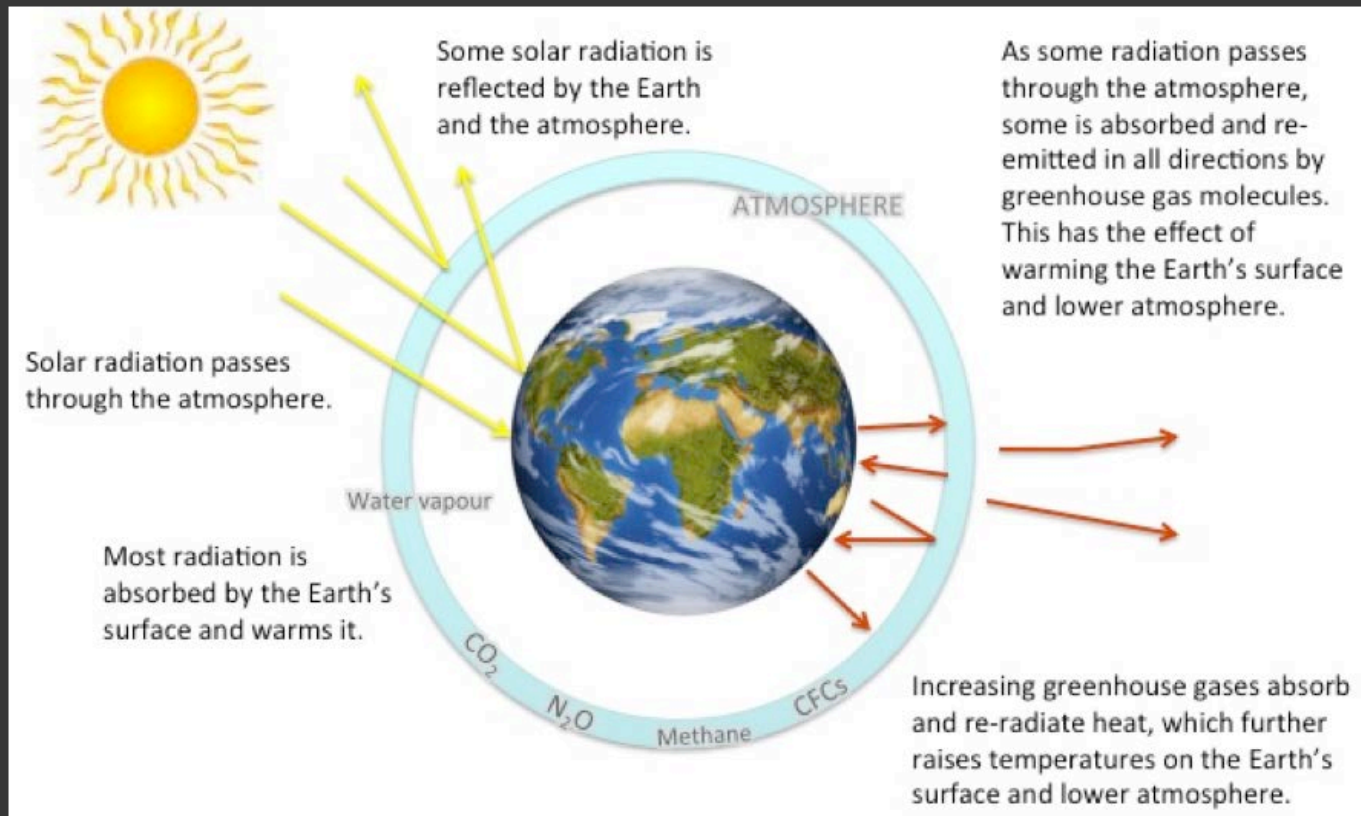 Some solar radiation is
reflected by the Earth
and the atmosphere.
As some radiation passes
through the atmosphere,
some is absorbed and re-
emitted in all directions by
greenhouse gas molecules.
This has the effect of
warming the Earth’s surface
and lower atmosphere.
ATMOSPHERE
Solar radiation passes
through the atmosphere.
Water vapour
Most radiation is
absorbed by the Earth’s
surface and warms it.
CO₂
N₂O
Methane
CFCs
Increasing greenhouse gases absorb
and re-radiate heat, which further
raises temperatures on the Earth’s
surface and lower atmosphere.